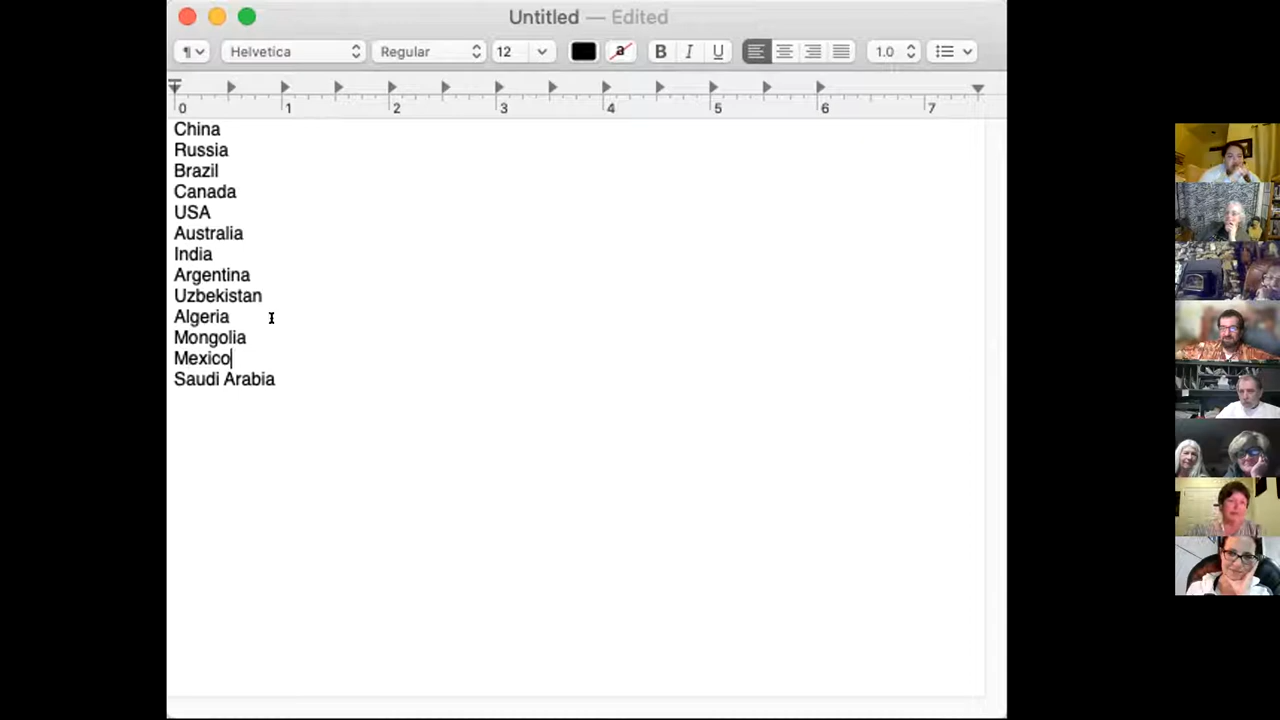 Untitled — Edited
¶ Helvetica Regular 12 a B I U 1.0
0 1 2 3 4 5 6 7
China
Russia
Brazil
Canada
USA
Australia
India
Argentina
Uzbekistan
Algeria
Mongolia
Mexico
Saudi Arabia